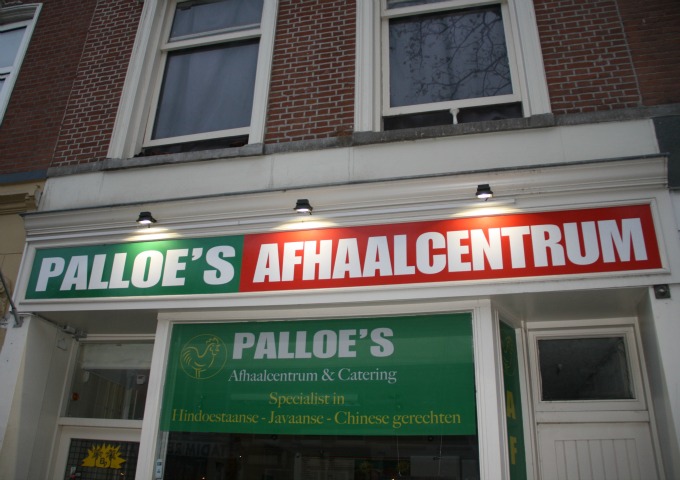 PALLOE'S AFHAALCENTRUM
PALLOE'S
Afhaalcentrum & Catering
Specialist in
Hindoestaanse - Javaanse - Chinese gerechten